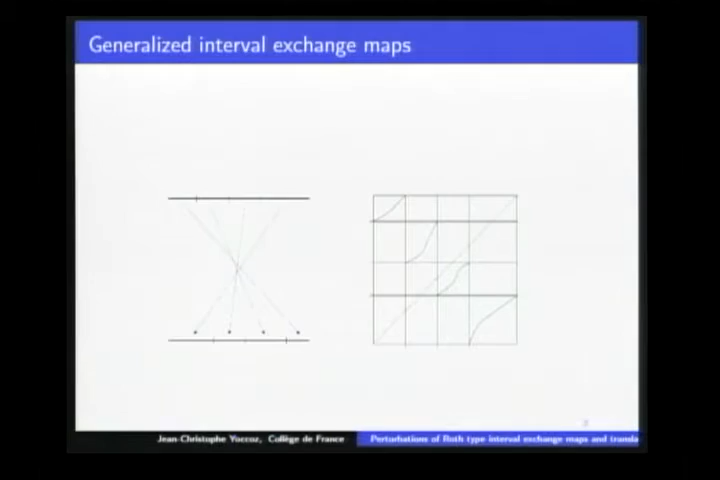 Generalized interval exchange maps
Jean-Christophe Yoccoz, Collège de France
Perturbations of Roth type interval exchange maps and transla